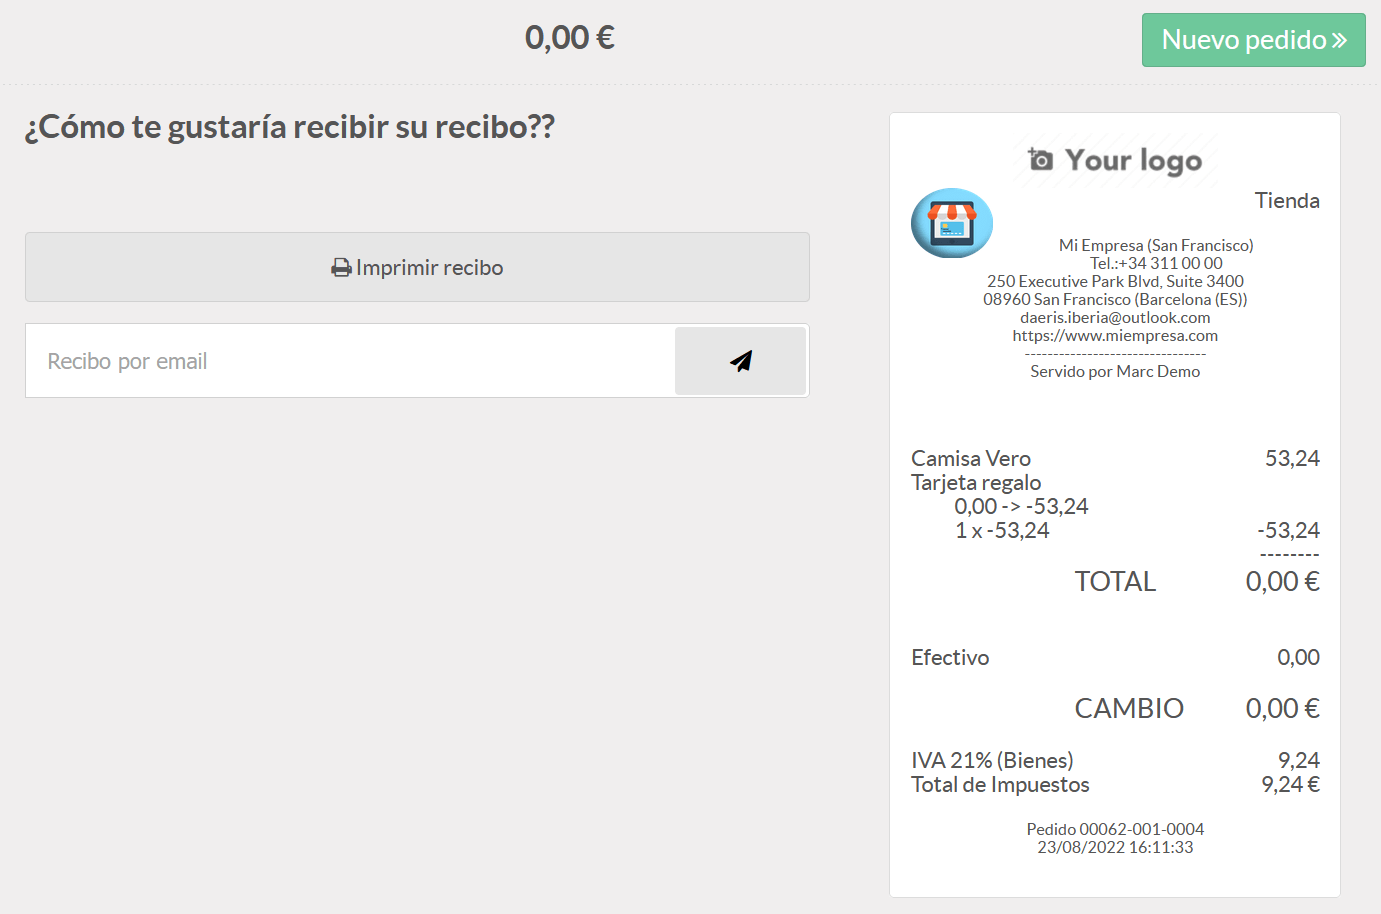 0,00 €
Nuevo pedido »
¿Cómo te gustaría recibir su recibo??
Imprimir recibo
Recibo por email
Your logo
Tienda
Mi Empresa (San Francisco)
Tel.:+34 311 00 00
250 Executive Park Blvd, Suite 3400
08960 San Francisco (Barcelona (ES))
daeris.iberia@outlook.com
https://www.miempresa.com
--------------------------------
Servido por Marc Demo
Camisa Vero 53,24
Tarjeta regalo
0,00 -> -53,24
1 x -53,24 -53,24
--------
TOTAL 0,00 €
Efectivo 0,00
CAMBIO 0,00 €
IVA 21% (Bienes) 9,24
Total de Impuestos 9,24 €
Pedido 00062-001-0004
23/08/2022 16:11:33